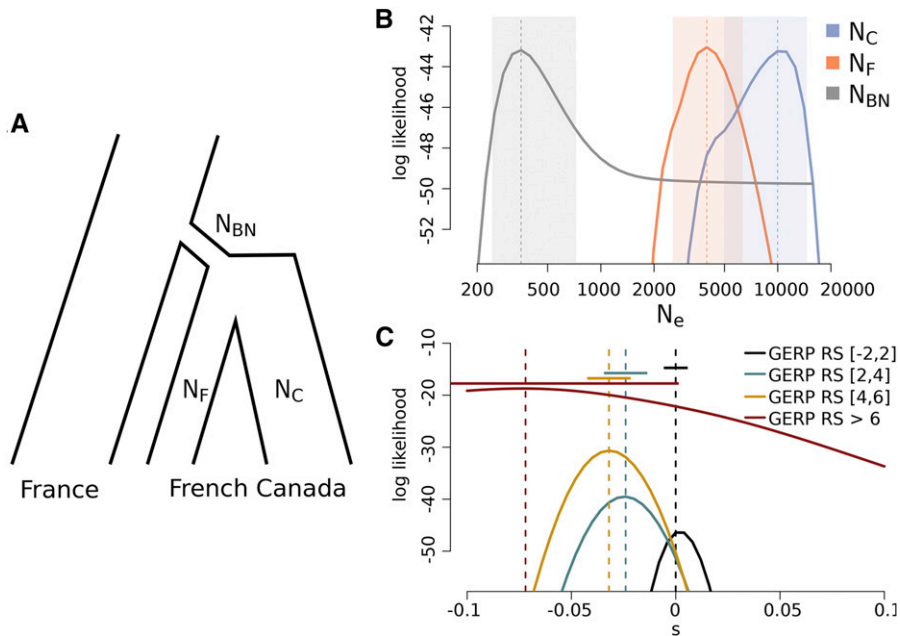 A
N_BN
N_F
N_C
France
French Canada
B
log likelihood
-42
-44
-46
-48
-50
-52
200
500
1000
2000
5000
10000
20000
N_e
N_C
N_F
N_BN
C
log likelihood
-10
-20
-30
-40
-50
-0.1
-0.05
0
0.05
0.1
s
GERP RS [-2,2]
GERP RS [2,4]
GERP RS [4,6]
GERP RS > 6